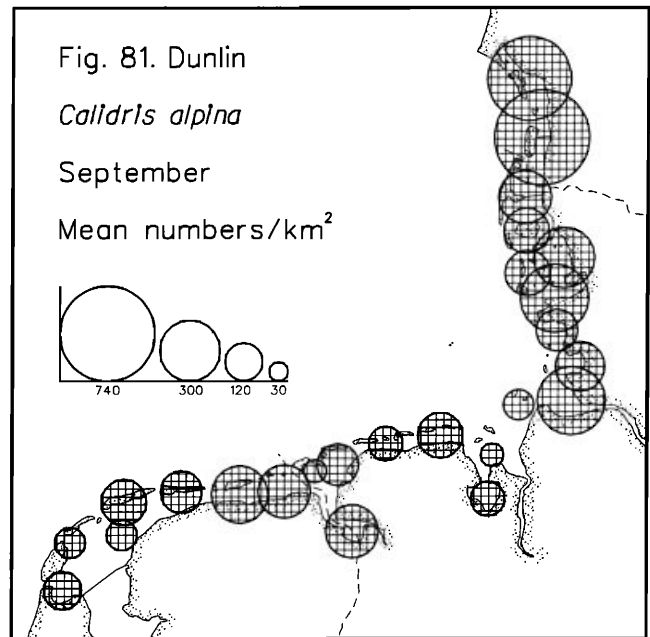 Fig. 81. Dunlin
Calidris alpina
September
Mean numbers/km²
740 300 120 30